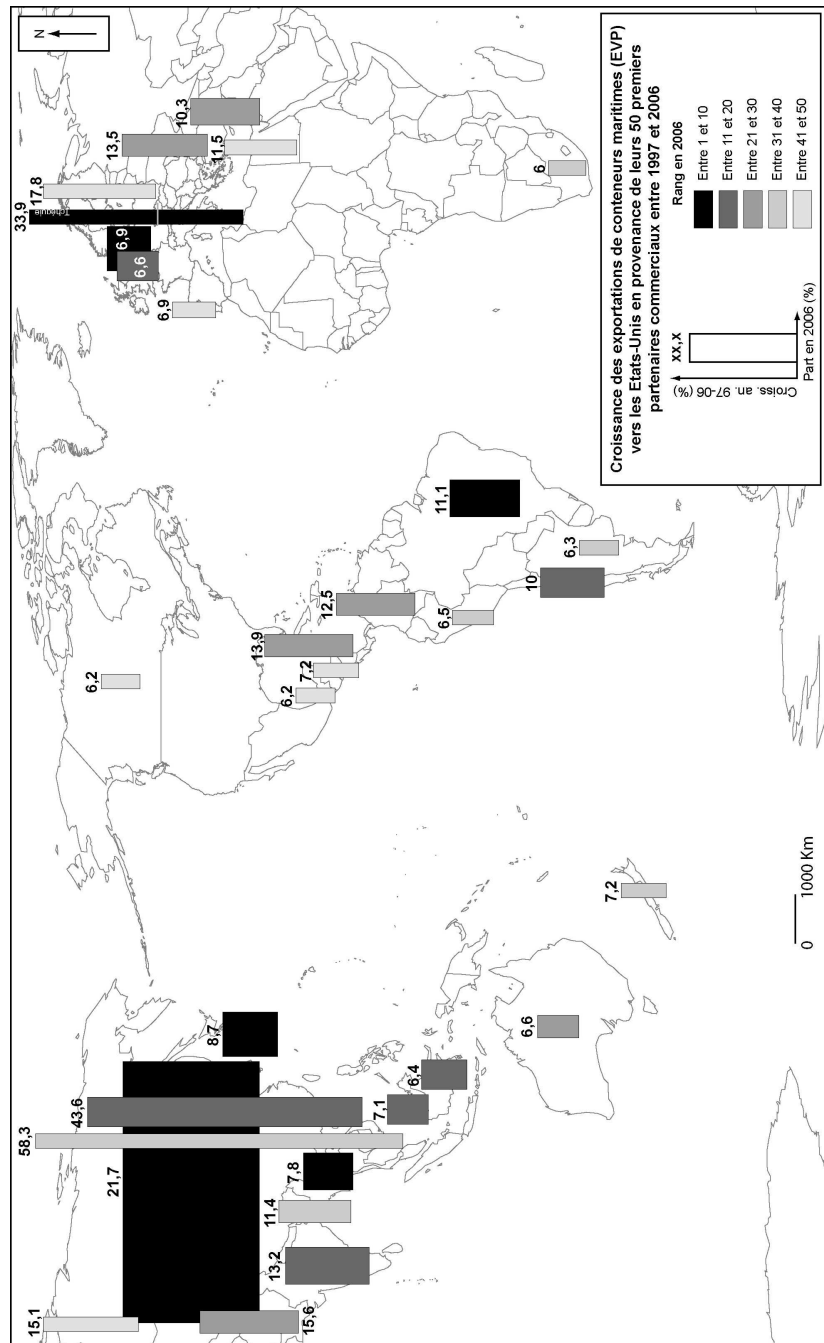 33,9
58,3
15,1
17,8
N
Tchéquie
43,6
6,2
21,7
13,5
6,9
6,6
6,9
10,3
8,7
11,5
13,9
11,4
13,2
6,2
7,8
7,2
15,6
12,5
7,1
6,4
11,1
6,5
6,6
10
6
6,3
7,2
Croissance des exportations de conteneurs maritimes (EVP)
vers les Etats-Unis en provenance de leurs 50 premiers
partenaires commerciaux entre 1997 et 2006
xx,x
Croiss. an. 97-06 (%)
Part en 2006 (%)
Rang en 2006
Entre 1 et 10
Entre 11 et 20
Entre 21 et 30
Entre 31 et 40
Entre 41 et 50
0 1000 Km